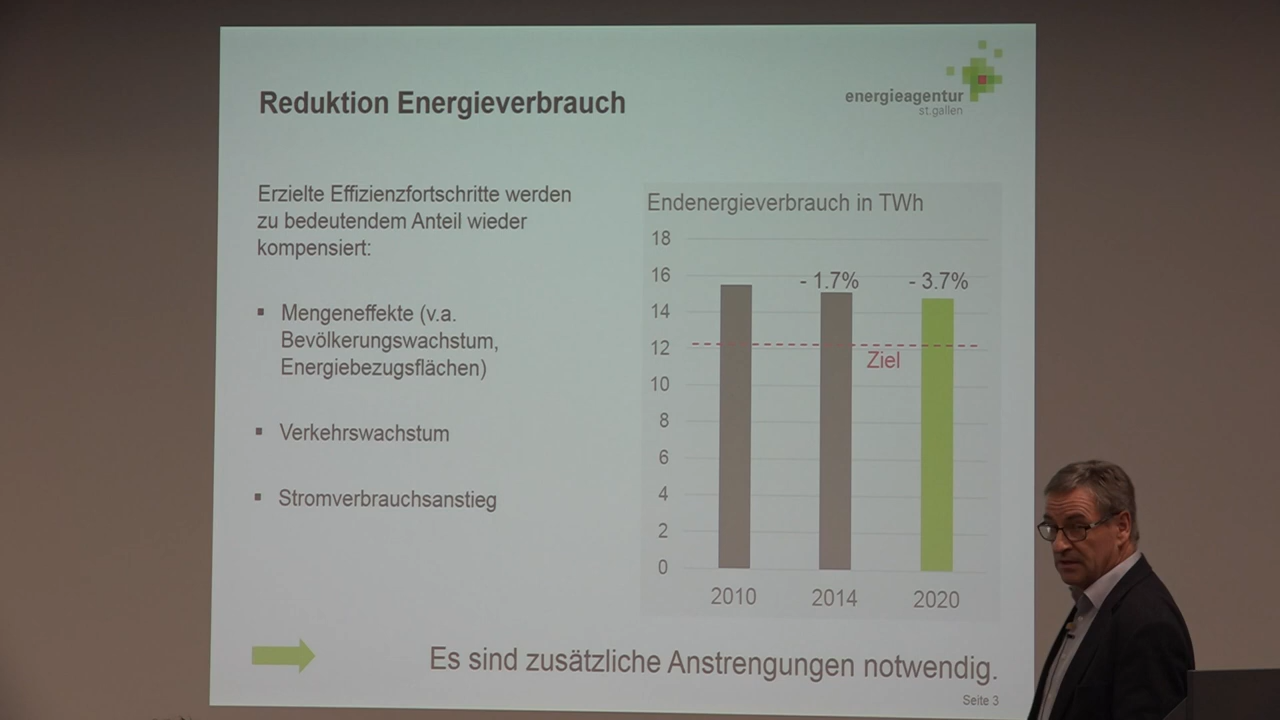 Reduktion Energieverbrauch
energieagentur
st.gallen
Erzielte Effizienzfortschritte werden
zu bedeutendem Anteil wieder
kompensiert:
▪ Mengeneffekte (v.a.
Bevölkerungswachstum,
Energiebezugsflächen)
▪ Verkehrswachstum
▪ Stromverbrauchsanstieg
Endenergieverbrauch in TWh
18
16
- 1.7%
- 3.7%
14
12
Ziel
10
8
6
4
2
0
2010
2014
2020
Es sind zusätzliche Anstrengungen notwendig.
Seite 3